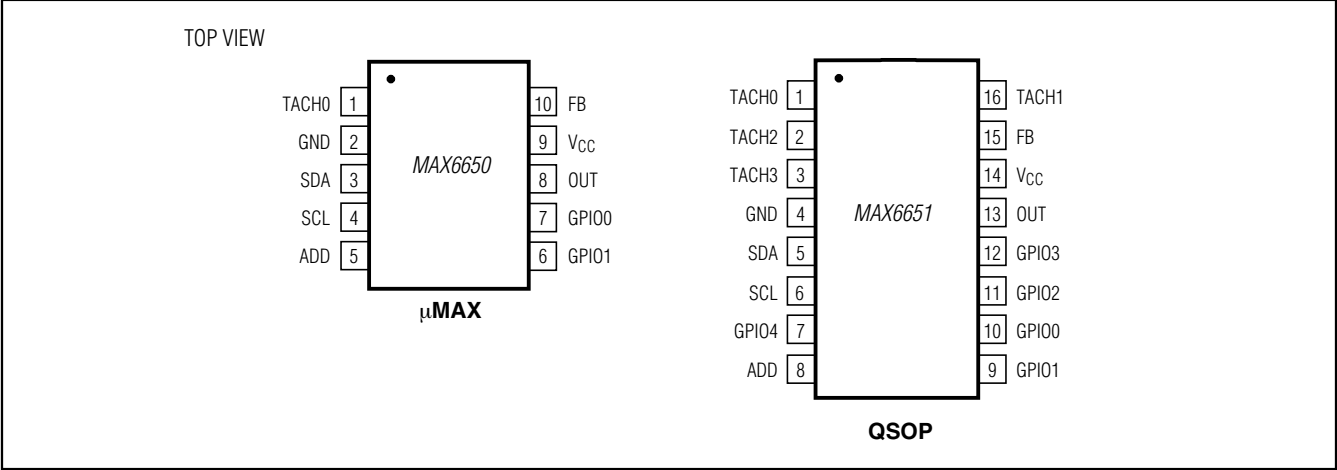 TOP VIEW
TACH0 1
GND 2
SDA 3
SCL 4
ADD 5
MAX6650
10 FB
9 VCC
8 OUT
7 GPIO0
6 GPIO1
µMAX
TACH0 1
TACH2 2
TACH3 3
GND 4
SDA 5
SCL 6
GPIO4 7
ADD 8
MAX6651
16 TACH1
15 FB
14 VCC
13 OUT
12 GPIO3
11 GPIO2
10 GPIO0
9 GPIO1
QSOP